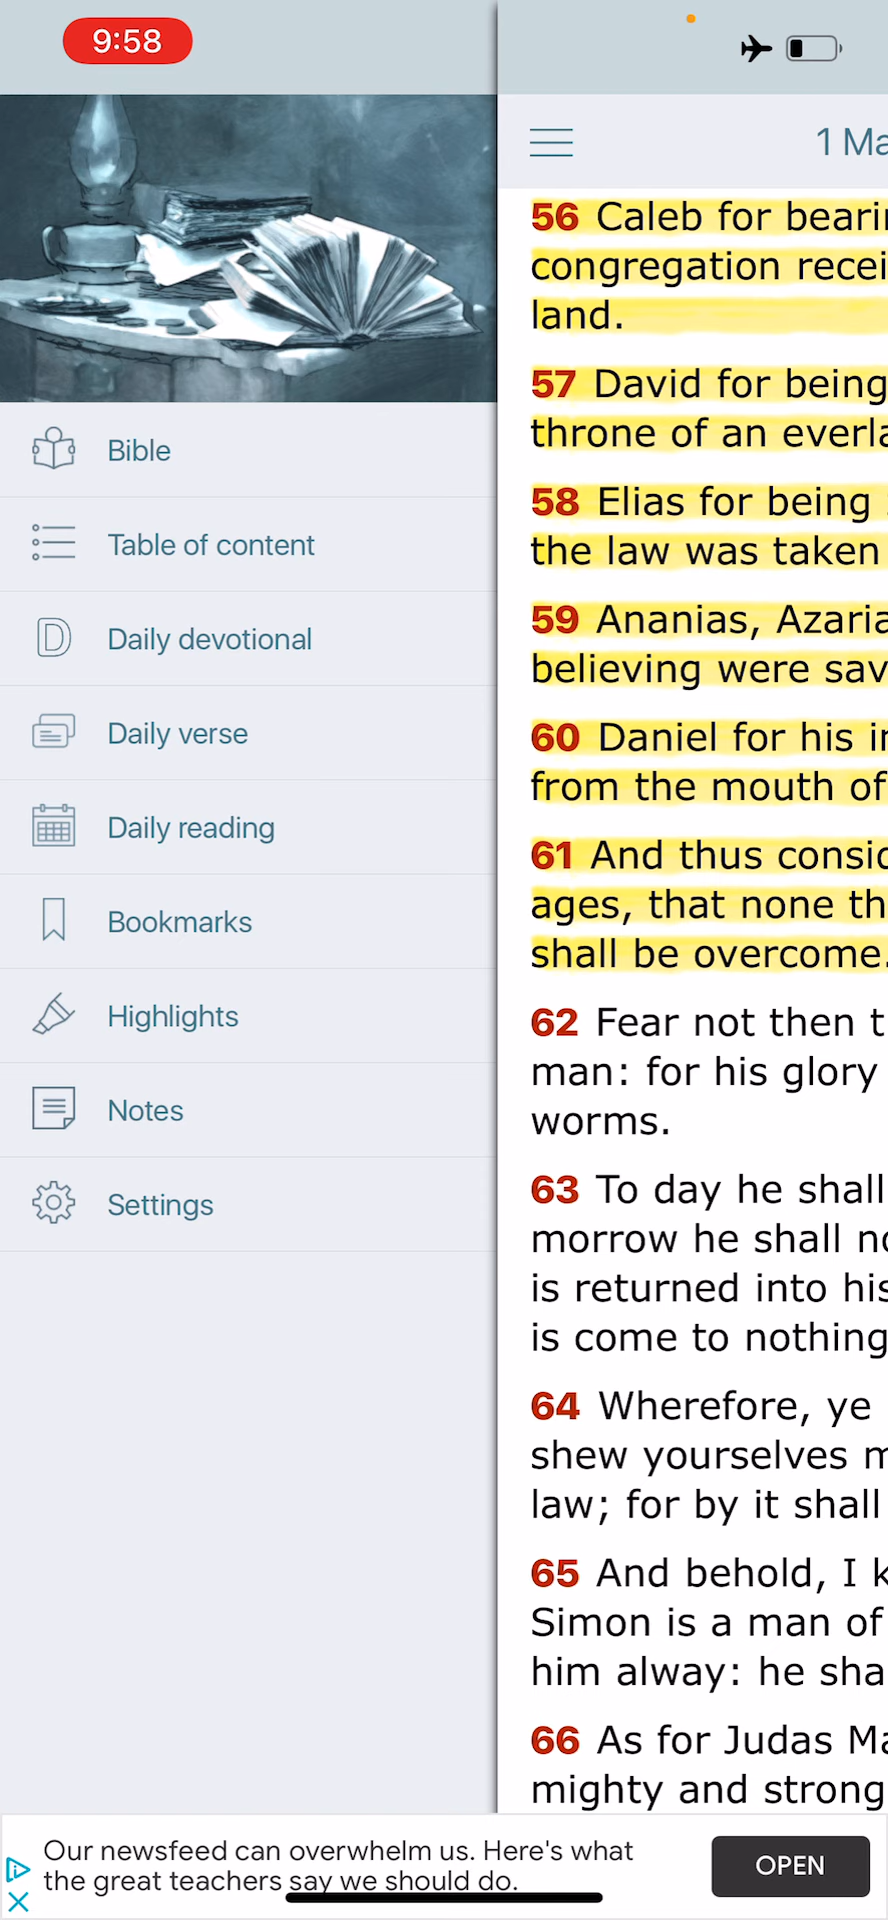 9:58
1 Ma
Bible
Table of content
Daily devotional
Daily verse
Daily reading
Bookmarks
Highlights
Notes
Settings
56 Caleb for beari
congregation recei
land.
57 David for being
throne of an everla
58 Elias for being
the law was taken
59 Ananias, Azaria
believing were sav
60 Daniel for his i
from the mouth of
61 And thus consid
ages, that none th
shall be overcome.
62 Fear not then t
man: for his glory
worms.
63 To day he shall
morrow he shall no
is returned into his
is come to nothing
64 Wherefore, ye
shew yourselves m
law; for by it shall
65 And behold, I k
Simon is a man of
him alway: he sha
66 As for Judas Ma
mighty and strong
Our newsfeed can overwhelm us. Here's what
the great teachers say we should do.
OPEN